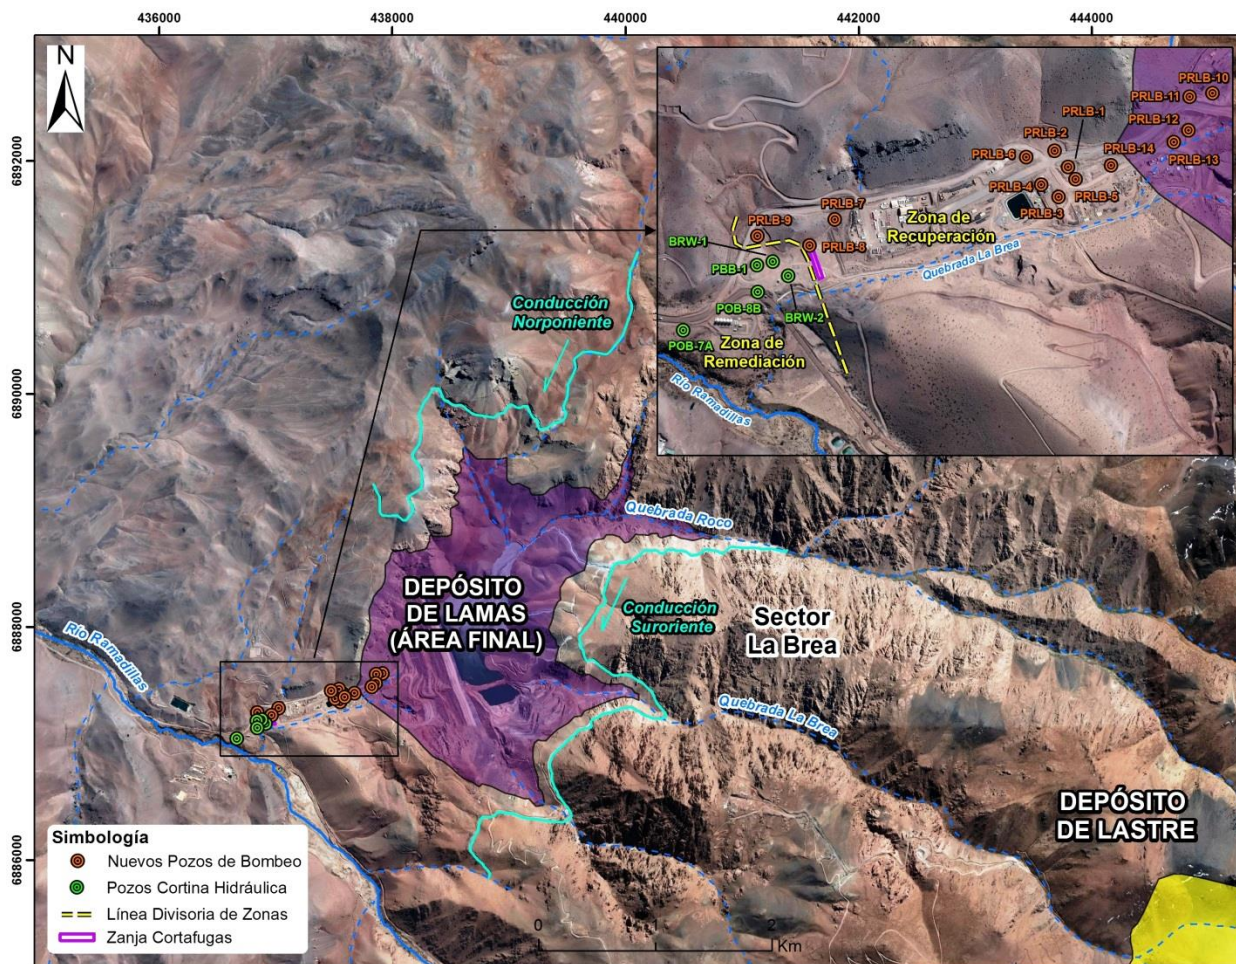 436000
438000
440000
442000
444000
6892000
6890000
6888000
6886000
N
PRLB-10
PRLB-11
PRLB-1
PRLB-12
PRLB-2
PRLB-14
PRLB-6
PRLB-13
PRLB-4
PRLB-5
PRLB-3
PRLB-7
PRLB-9
PRLB-8
BRW-1
PBB-1
POB-8B
BRW-2
POB-7A
Zona de
Recuperación
Quebrada La Brea
Zona de
Remediación
Río Ramadillas
Conducción
Norponiente
Quebrada Roco
DEPÓSITO
DE LAMAS
(ÁREA FINAL)
Conducción
Suroriente
Sector
La Brea
Río Ramadillas
Quebrada La Brea
DEPÓSITO
DE LASTRE
Simbología
Nuevos Pozos de Bombeo
Pozos Cortina Hidráulica
Línea Divisoria de Zonas
Zanja Cortafugas
0
2
Km